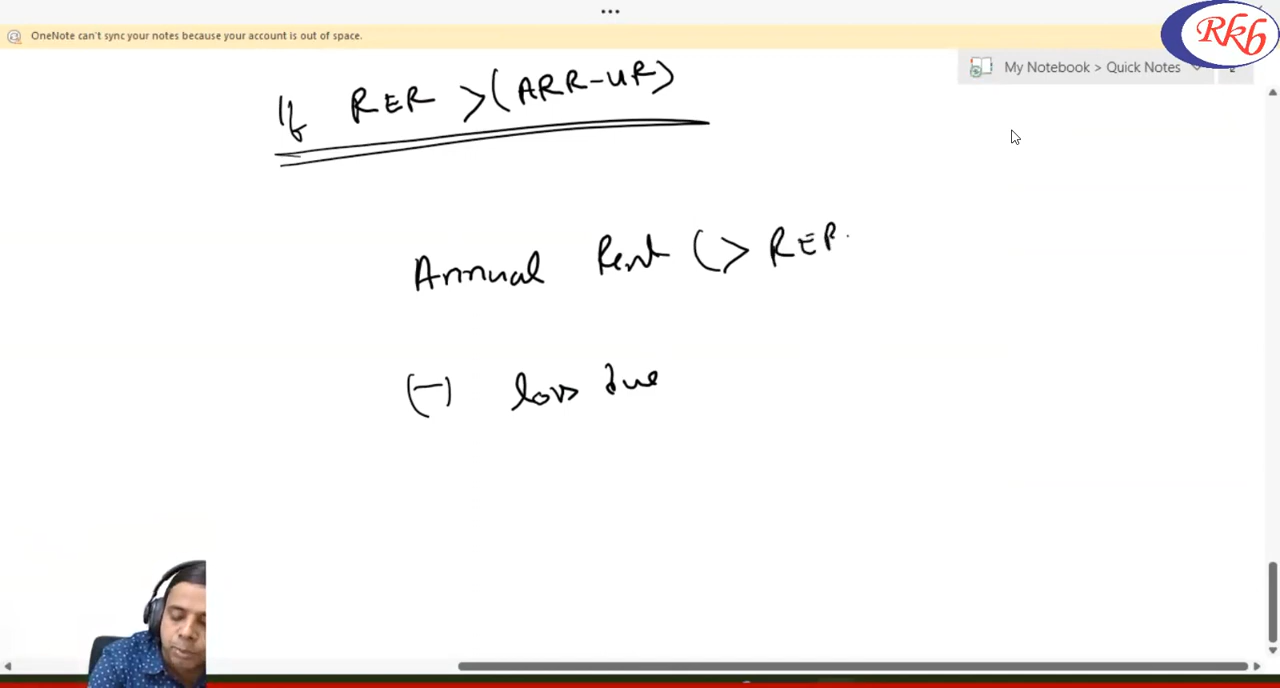 OneNote can't sync your notes because your account is out of space.
Rkb
My Notebook > Quick Notes
If RER > (ARR-UR)
Annual Rent (> RER
(-) loss due